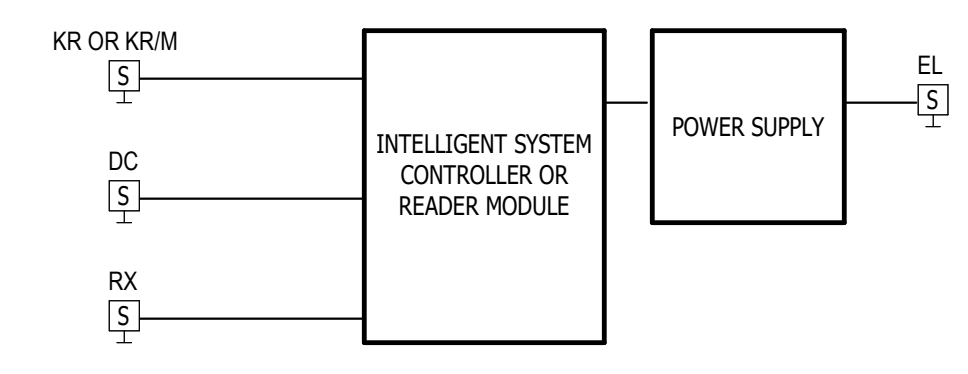 KR OR KR/M
S
DC
S
RX
S
INTELLIGENT SYSTEM
CONTROLLER OR
READER MODULE
POWER SUPPLY
EL
S